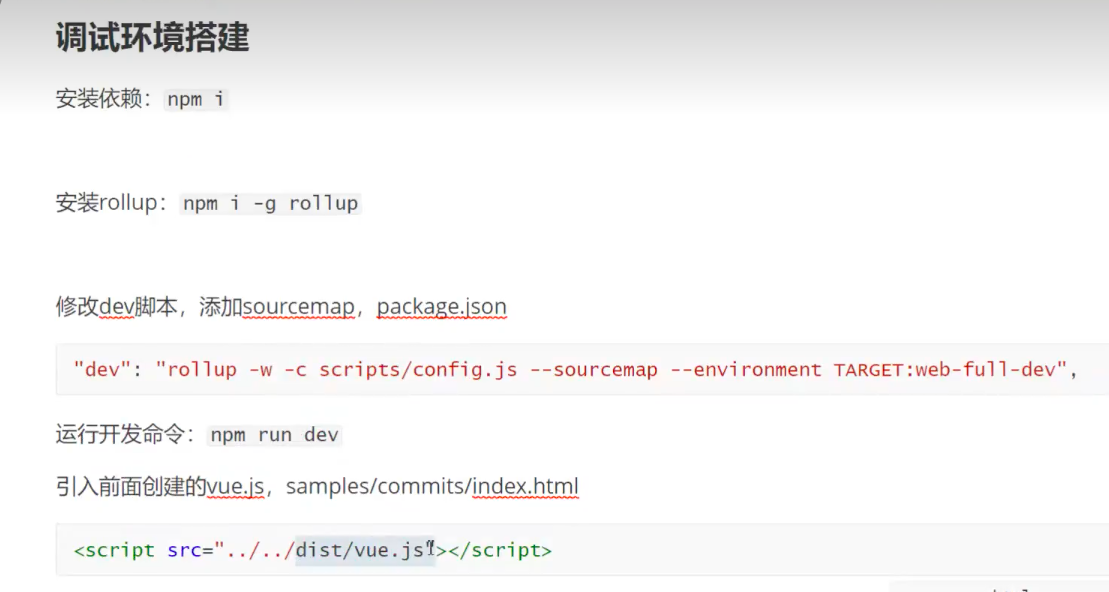 调试环境搭建
安装依赖：npm i
安装rollup：npm i -g rollup
修改dev脚本，添加sourcemap，package.json
"dev": "rollup -w -c scripts/config.js --sourcemap --environment TARGET:web-full-dev",
运行开发命令：npm run dev
引入前面创建的vue.js，samples/commits/index.html
<script src="../../dist/vue.js"></script>